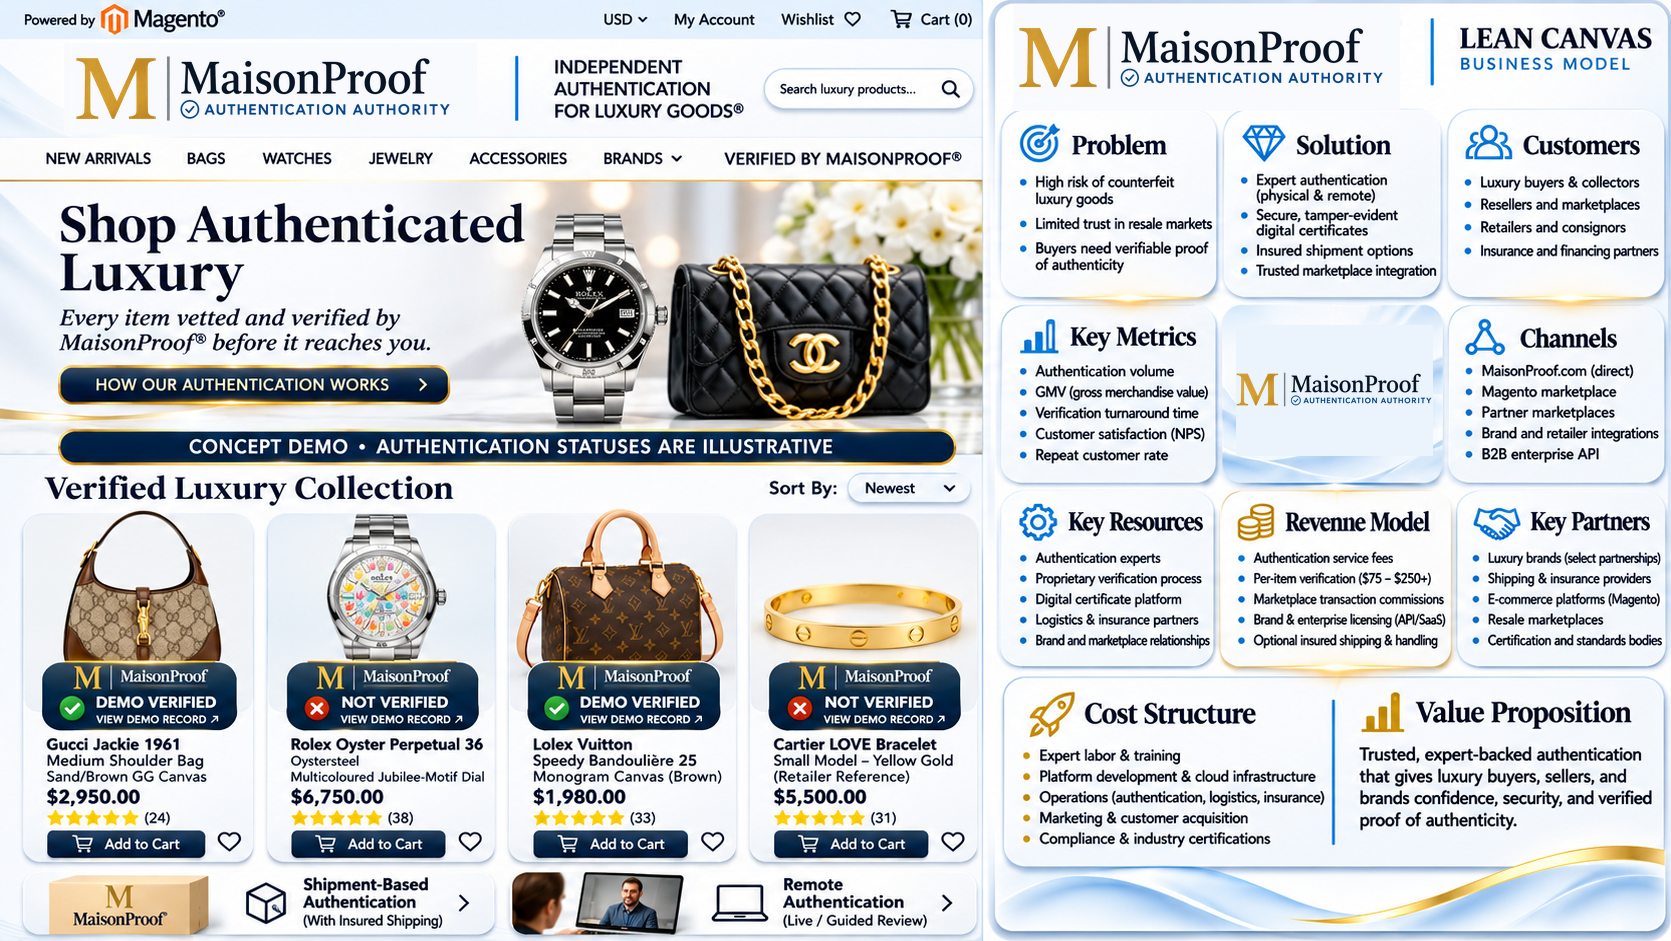 Powered by Magento®
USD
My Account
Wishlist
Cart (0)
M MaisonProof
AUTHENTICATION AUTHORITY
INDEPENDENT
AUTHENTICATION
FOR LUXURY GOODS®
Search luxury products...
NEW ARRIVALS
BAGS
WATCHES
JEWELRY
ACCESSORIES
BRANDS
VERIFIED BY MAISONPROOF®
Shop Authenticated
Luxury
Every item vetted and verified by
MaisonProof® before it reaches you.
HOW OUR AUTHENTICATION WORKS
ROLEX
CONCEPT DEMO • AUTHENTICATION STATUSES ARE ILLUSTRATIVE
Verified Luxury Collection
Sort By:
Newest
M MaisonProof
DEMO VERIFIED
VIEW DEMO RECORD
Gucci Jackie 1961
Medium Shoulder Bag
Sand/Brown GG Canvas
$2,950.00
(24)
Add to Cart
M MaisonProof
NOT VERIFIED
VIEW DEMO RECORD
Rolex Oyster Perpetual 36
Oystersteel
Multicoloured Jubilee-Motif Dial
$6,750.00
(38)
Add to Cart
M MaisonProof
DEMO VERIFIED
VIEW DEMO RECORD
Lolex Vuitton
Speedy Bandoulière 25
Monogram Canvas (Brown)
$1,980.00
(33)
Add to Cart
M MaisonProof
NOT VERIFIED
VIEW DEMO RECORD
Cartier LOVE Bracelet
Small Model – Yellow Gold
(Retailer Reference)
$5,500.00
(31)
Add to Cart
M
MaisonProof®
Shipment-Based
Authentication
(With Insured Shipping)
Remote
Authentication
(Live / Guided Review)
M MaisonProof
AUTHENTICATION AUTHORITY
LEAN CANVAS
BUSINESS MODEL
Problem
• High risk of counterfeit
luxury goods
• Limited trust in resale markets
• Buyers need verifiable proof
of authenticity
Solution
• Expert authentication
(physical & remote)
• Secure, tamper-evident
digital certificates
• Insured shipment options
• Trusted marketplace integration
Customers
• Luxury buyers & collectors
• Resellers and marketplaces
• Retailers and consignors
• Insurance and financing partners
Key Metrics
• Authentication volume
• GMV (gross merchandise value)
• Verification turnaround time
• Customer satisfaction (NPS)
• Repeat customer rate
M MaisonProof
AUTHENTICATION AUTHORITY
Channels
• MaisonProof.com (direct)
• Magento marketplace
• Partner marketplaces
• Brand and retailer integrations
• B2B enterprise API
Key Resources
• Authentication experts
• Proprietary verification process
• Digital certificate platform
• Logistics & insurance partners
• Brand and marketplace relationships
Revenne Model
• Authentication service fees
• Per-item verification ($75 – $250+)
• Marketplace transaction commissions
• Brand & enterprise licensing (API/SaaS)
• Optional insured shipping & handling
Key Partners
• Luxury brands (select partnerships)
• Shipping & insurance providers
• E-commerce platforms (Magento)
• Resale marketplaces
• Certification and standards bodies
Cost Structure
• Expert labor & training
• Platform development & cloud infrastructure
• Operations (authentication, logistics, insurance)
• Marketing & customer acquisition
• Compliance & industry certifications
Value Proposition
Trusted, expert-backed authentication
that gives luxury buyers, sellers, and
brands confidence, security, and verified
proof of authenticity.